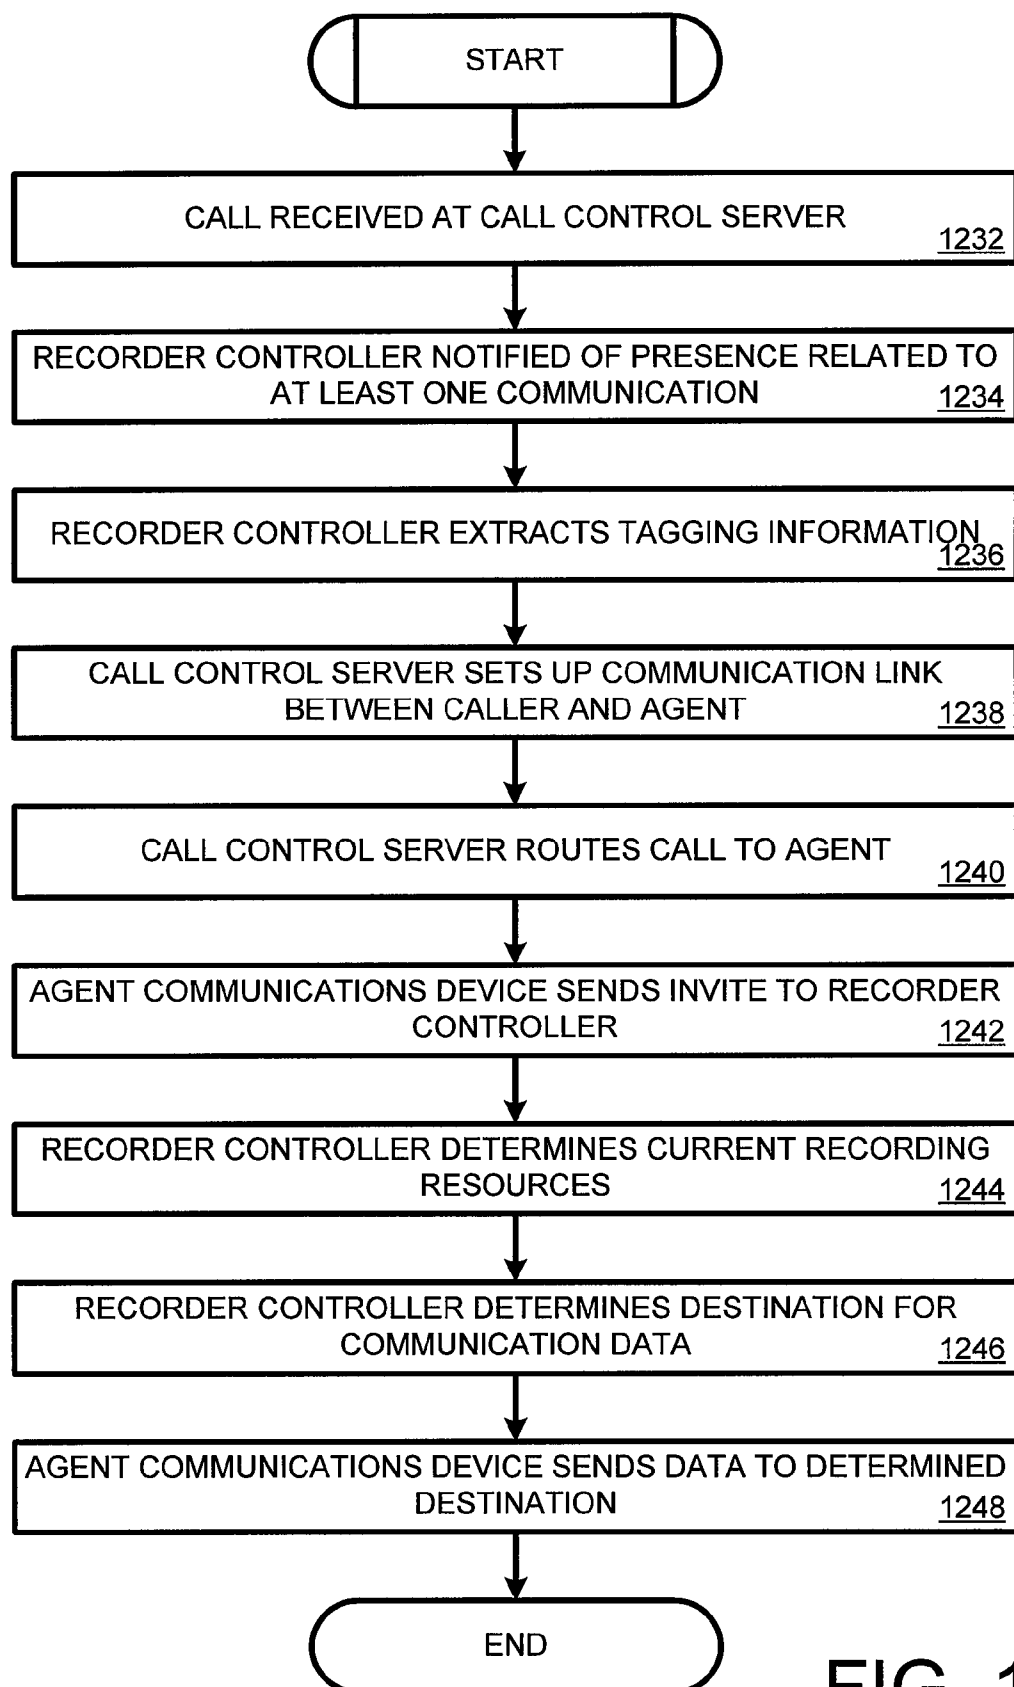 START
CALL RECEIVED AT CALL CONTROL SERVER
1232
RECORDER CONTROLLER NOTIFIED OF PRESENCE RELATED TO
AT LEAST ONE COMMUNICATION
1234
RECORDER CONTROLLER EXTRACTS TAGGING INFORMATION
1236
CALL CONTROL SERVER SETS UP COMMUNICATION LINK
BETWEEN CALLER AND AGENT
1238
CALL CONTROL SERVER ROUTES CALL TO AGENT
1240
AGENT COMMUNICATIONS DEVICE SENDS INVITE TO RECORDER
CONTROLLER
1242
RECORDER CONTROLLER DETERMINES CURRENT RECORDING
RESOURCES
1244
RECORDER CONTROLLER DETERMINES DESTINATION FOR
COMMUNICATION DATA
1246
AGENT COMMUNICATIONS DEVICE SENDS DATA TO DETERMINED
DESTINATION
1248
END
FIG. 1